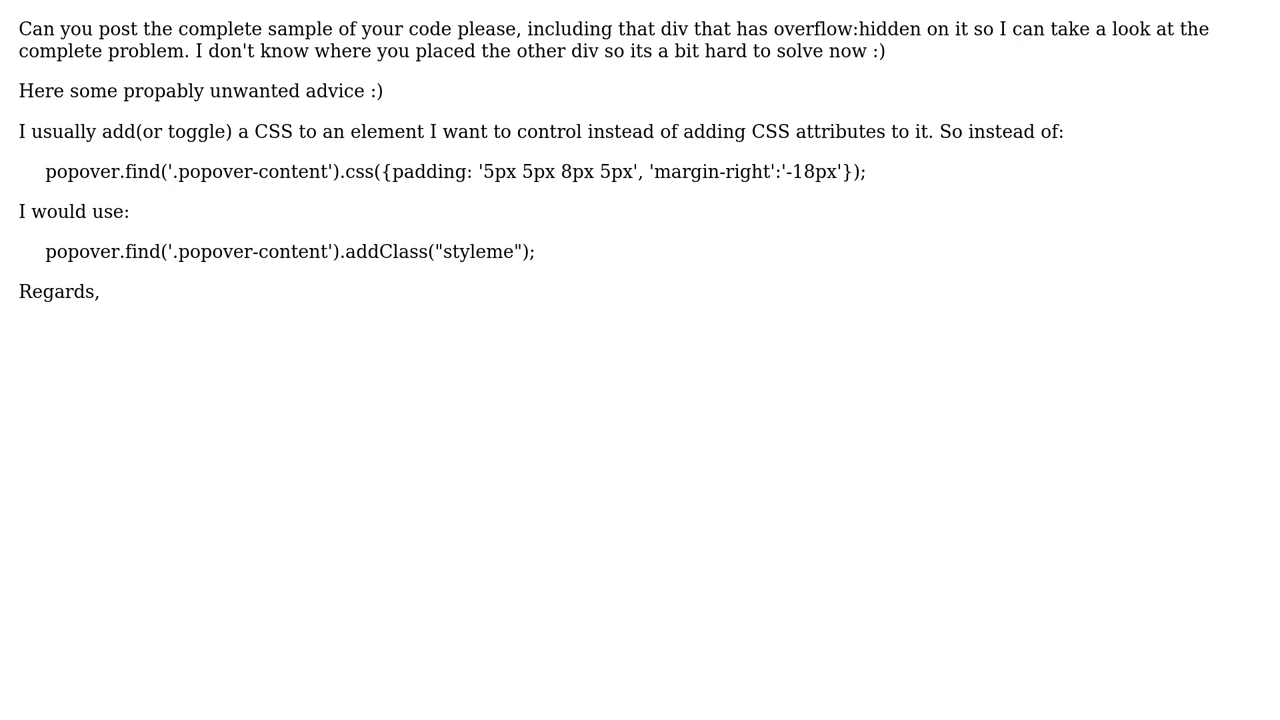 Can you post the complete sample of your code please, including that div that has overflow:hidden on it so I can take a look at the
complete problem. I don't know where you placed the other div so its a bit hard to solve now :)
Here some propably unwanted advice :)
I usually add(or toggle) a CSS to an element I want to control instead of adding CSS attributes to it. So instead of:
popover.find('.popover-content').css({padding: '5px 5px 8px 5px', 'margin-right':'-18px'});
I would use:
popover.find('.popover-content').addClass("styleme");
Regards,